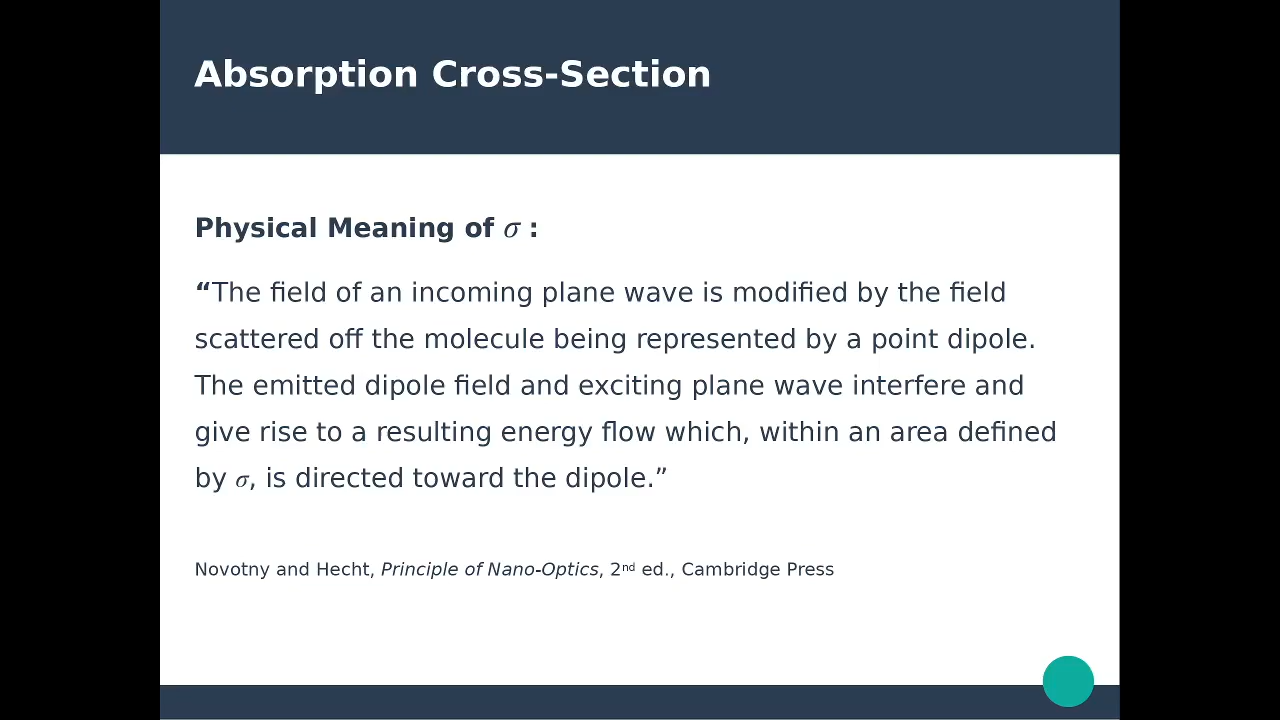 Absorption Cross-Section
Physical Meaning of σ :
“The field of an incoming plane wave is modified by the field
scattered off the molecule being represented by a point dipole.
The emitted dipole field and exciting plane wave interfere and
give rise to a resulting energy flow which, within an area defined
by σ, is directed toward the dipole.”
Novotny and Hecht, Principle of Nano-Optics, 2nd ed., Cambridge Press